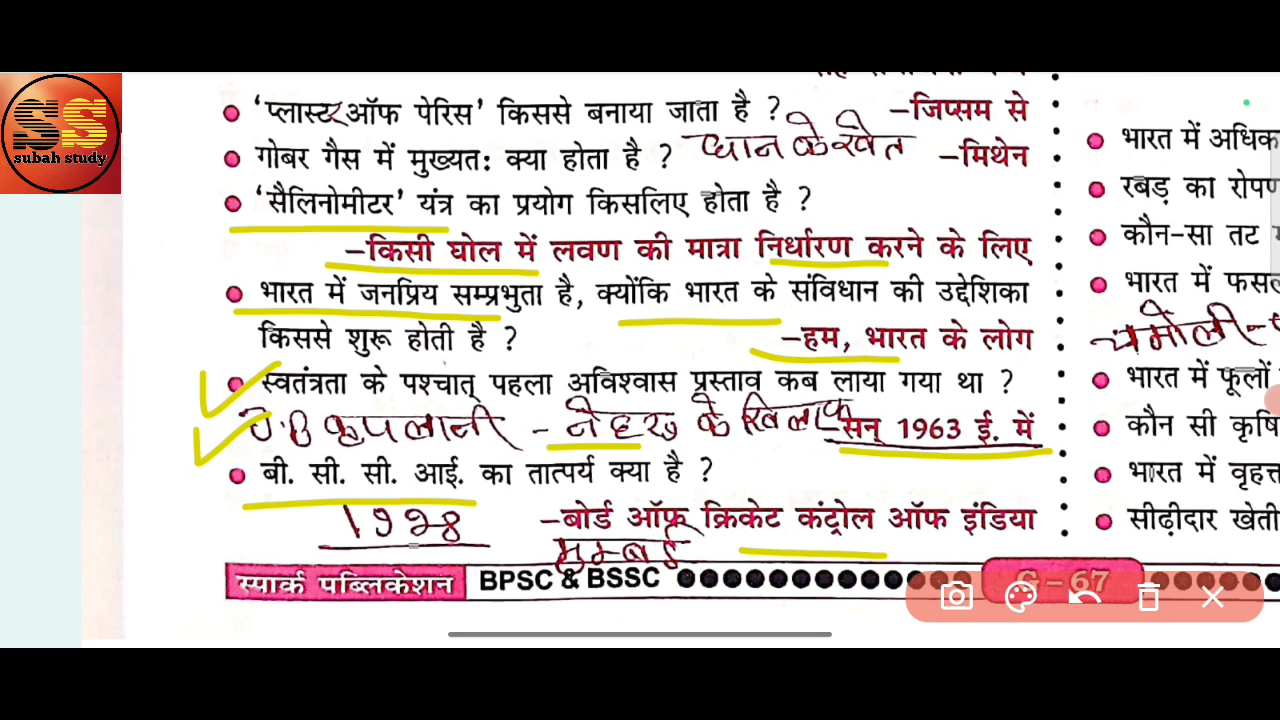 SS
subah study
• 'प्लास्टर ऑफ पेरिस' किससे बनाया जाता है ? –जिप्सम से
• गोबर गैस में मुख्यत: क्या होता है ? –मिथेन
धान के खेत
• 'सैलिनोमीटर' यंत्र का प्रयोग किसलिए होता है ?
–किसी घोल में लवण की मात्रा निर्धारण करने के लिए
• भारत में जनप्रिय सम्प्रभुता है, क्योंकि भारत के संविधान की उद्देशिका
किससे शुरू होती है ? –हम, भारत के लोग
• स्वतंत्रता के पश्चात् पहला अविश्वास प्रस्ताव कब लाया गया था ?
J.B कृपलानी - नेहरू के खिलाफ सन् 1963 ई. में
• बी. सी. सी. आई. का तात्पर्य क्या है ?
1928 –बोर्ड ऑफ क्रिकेट कंट्रोल ऑफ इंडिया
मुम्बई
स्पार्क पब्लिकेशन BPSC & BSSC G – 67
• भारत में अधिक
• रबड़ का रोपण
• कौन-सा तट
• भारत में फसल
चमोली -
• भारत में फूलों
• कौन सी कृषि
• भारत में वृहत्त
• सीढ़ीदार खेती